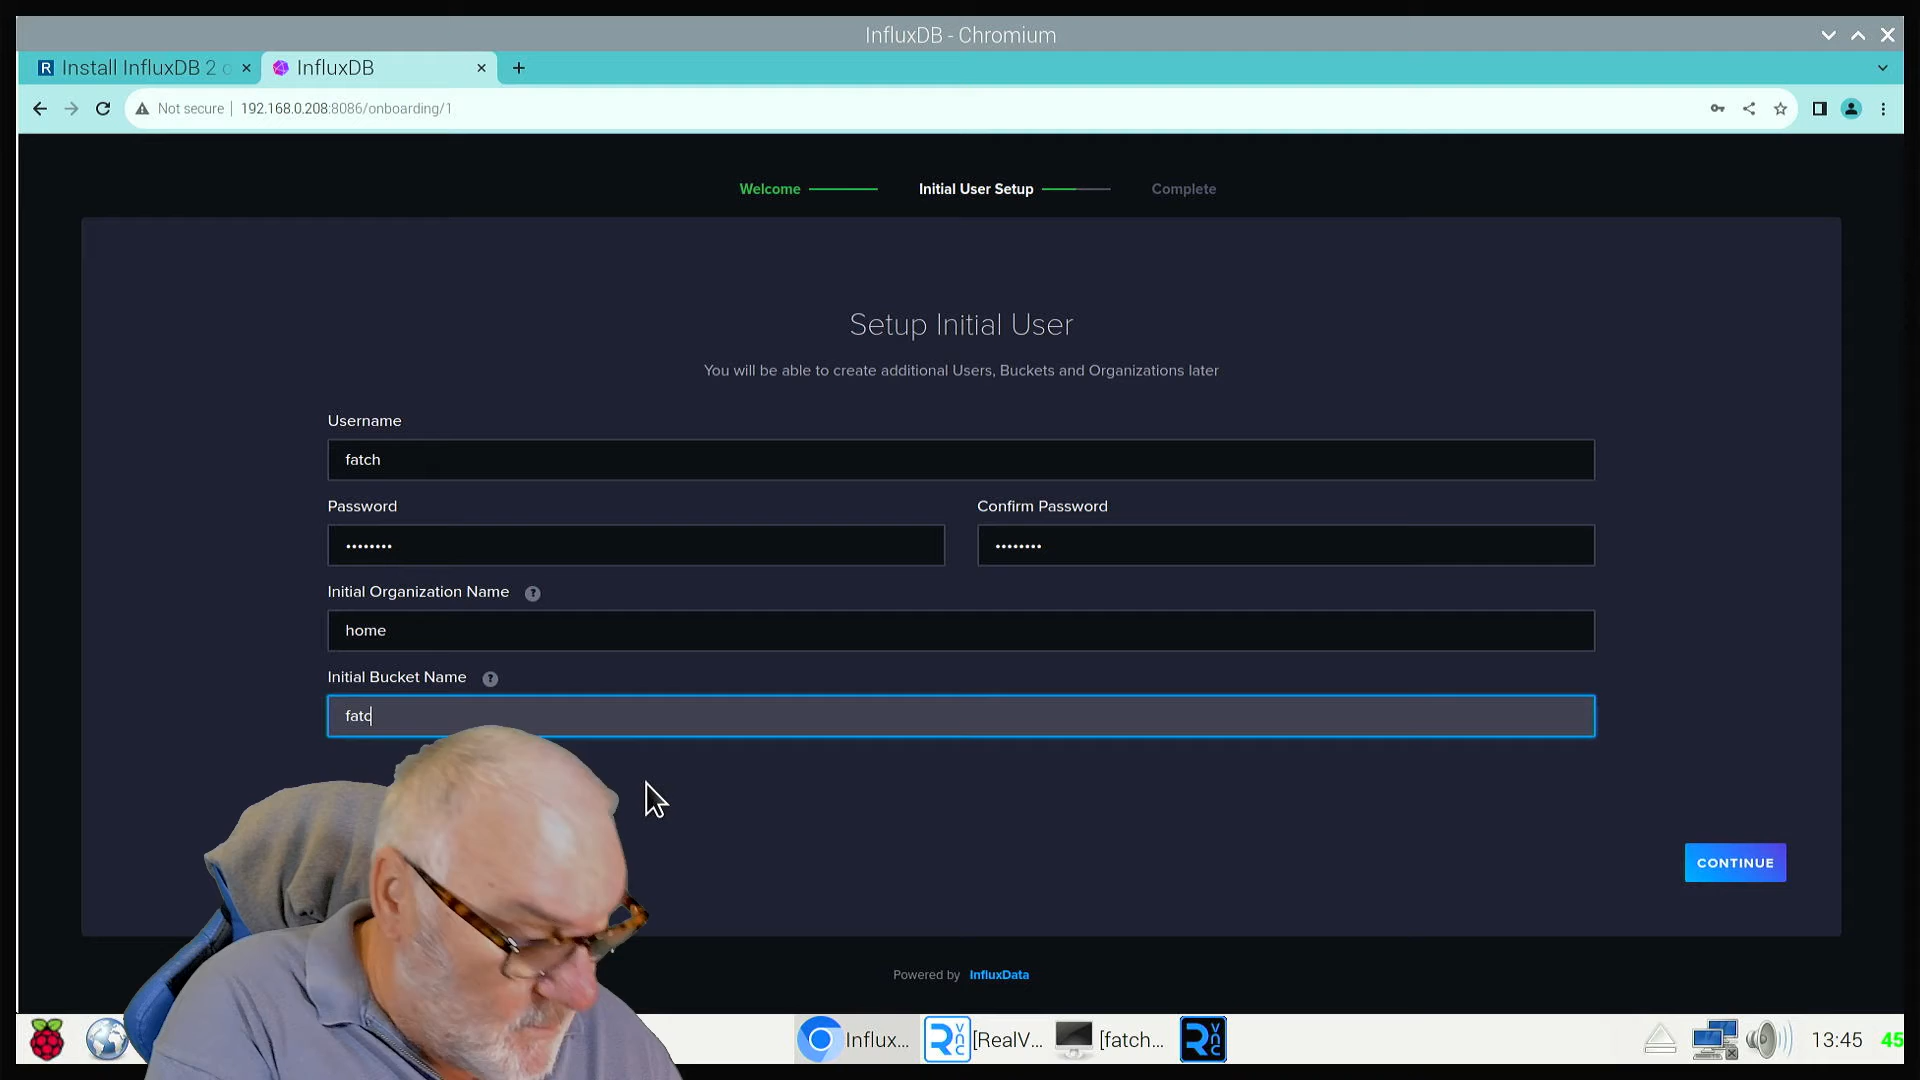 InfluxDB - Chromium
Install InfluxDB 2 o
InfluxDB
Not secure 192.168.0.208:8086/onboarding/1
Welcome
Initial User Setup
Complete
Setup Initial User
You will be able to create additional Users, Buckets and Organizations later
Username
fatch
Password
Confirm Password
••••••••
••••••••
Initial Organization Name ?
home
Initial Bucket Name ?
fatc
CONTINUE
Powered by InfluxData
Influx...
[RealV...
[fatch...
13:45
45